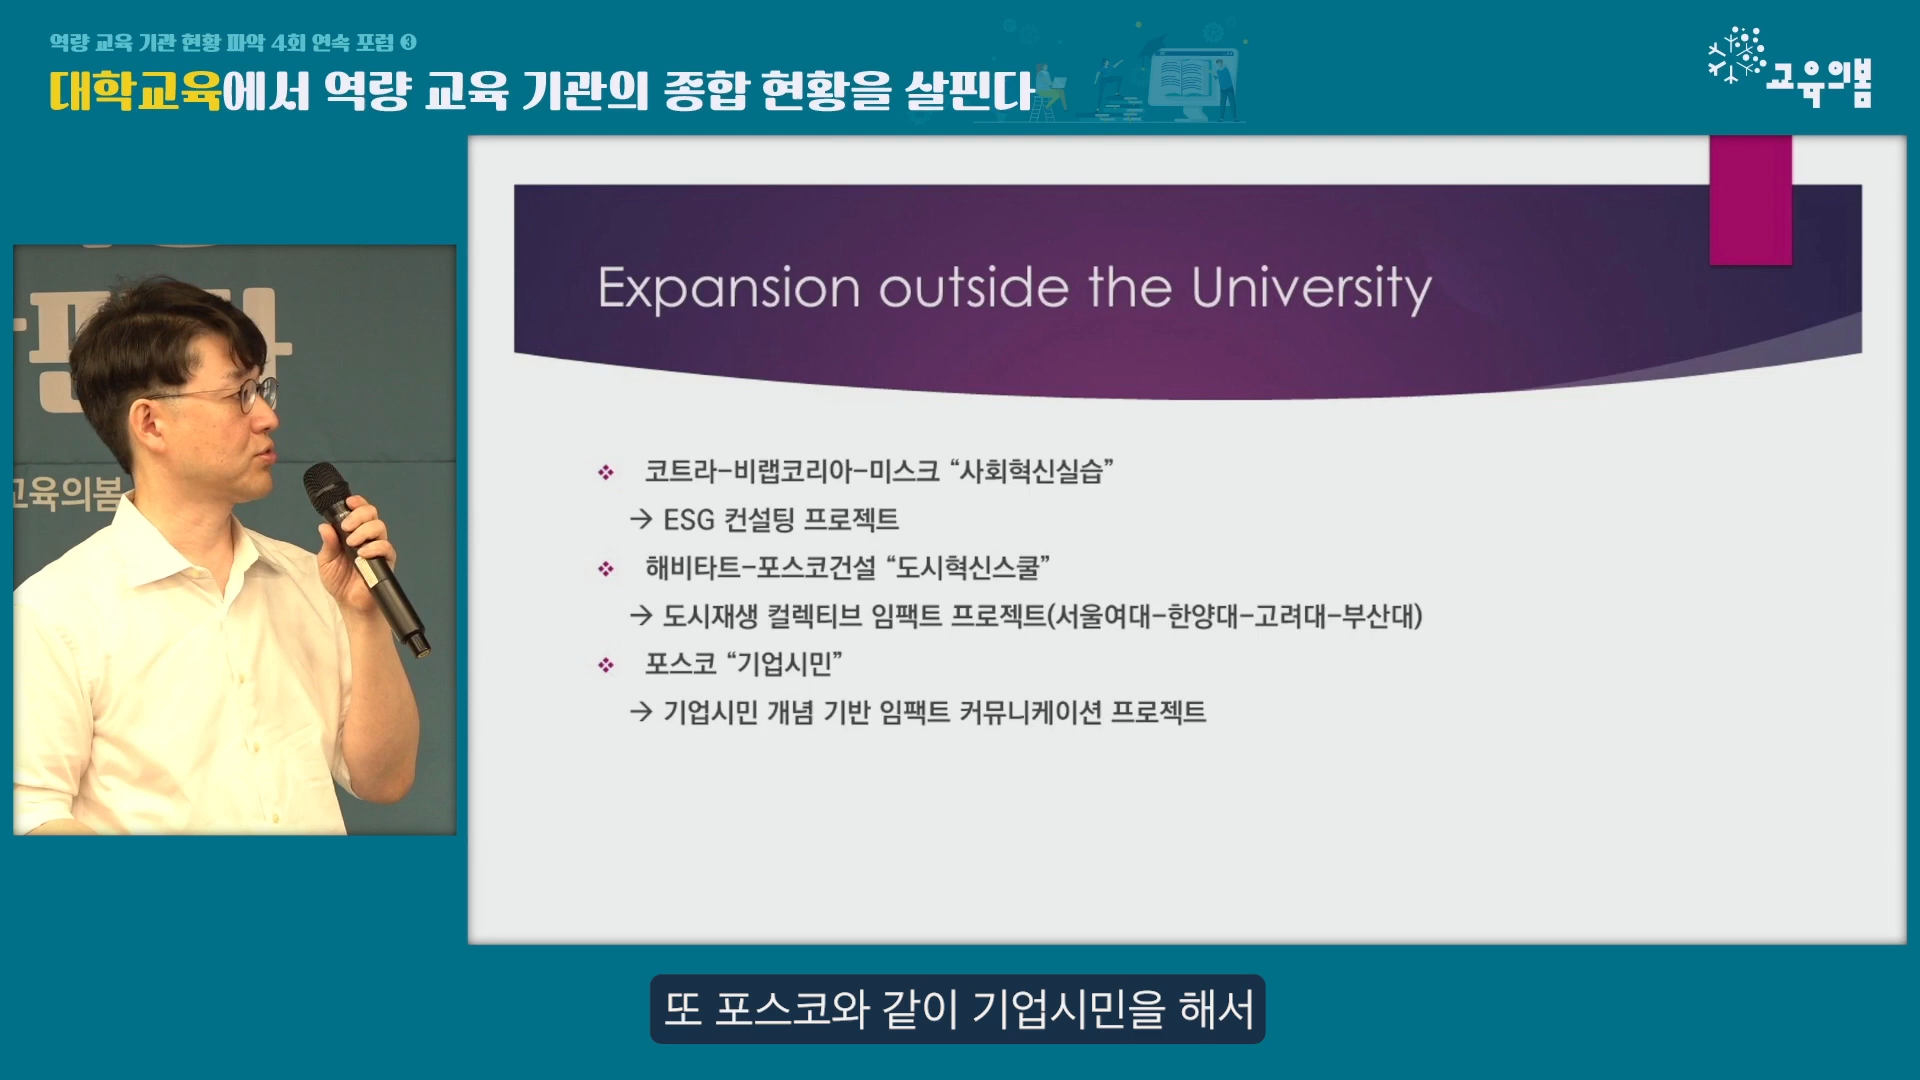 역량 교육 기관 현황 파악 4회 연속 포럼 ❸
대학교육에서 역량 교육 기관의 종합 현황을 살핀다
교육의봄
Expansion outside the University
❖ 코트라-비랩코리아-미스크 “사회혁신실습”
→ ESG 컨설팅 프로젝트
❖ 해비타트-포스코건설 “도시혁신스쿨”
→ 도시재생 컬렉티브 임팩트 프로젝트(서울여대-한양대-고려대-부산대)
❖ 포스코 “기업시민”
→ 기업시민 개념 기반 임팩트 커뮤니케이션 프로젝트
교육의봄
또 포스코와 같이 기업시민을 해서